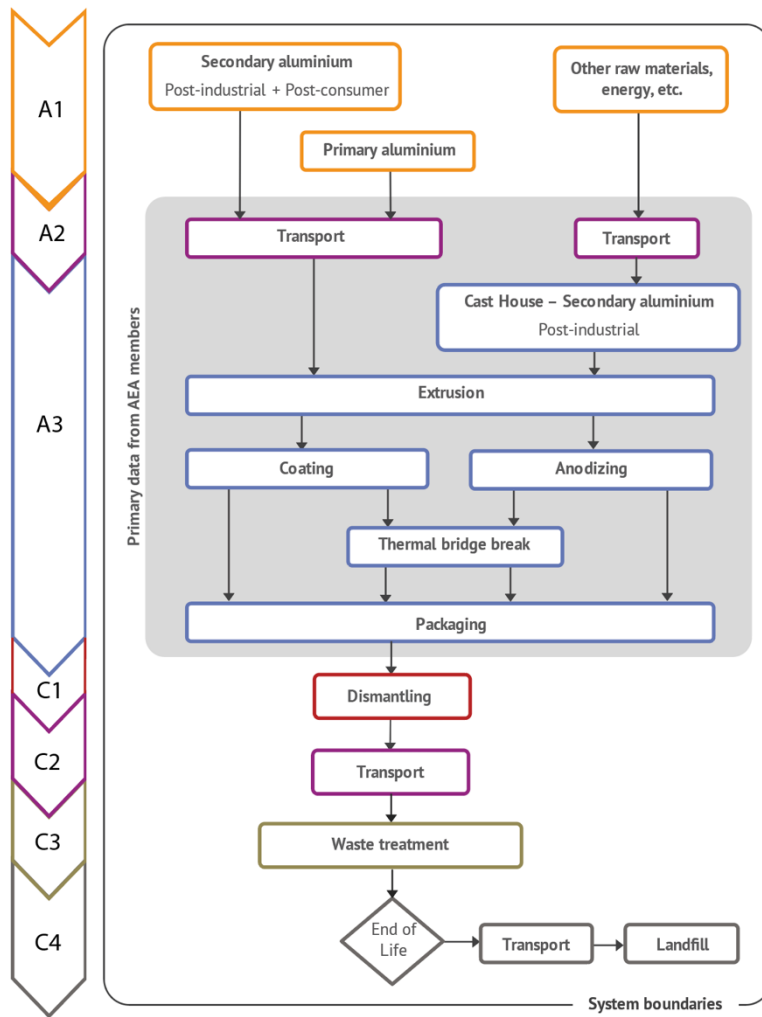 A1
A2
A3
C1
C2
C3
C4
Secondary aluminium
Post-industrial + Post-consumer
Other raw materials,
energy, etc.
Primary aluminium
Primary data from AEA members
Transport
Transport
Cast House – Secondary aluminium
Post-industrial
Extrusion
Coating
Anodizing
Thermal bridge break
Packaging
Dismantling
Transport
Waste treatment
End of
Life
Transport
Landfill
System boundaries